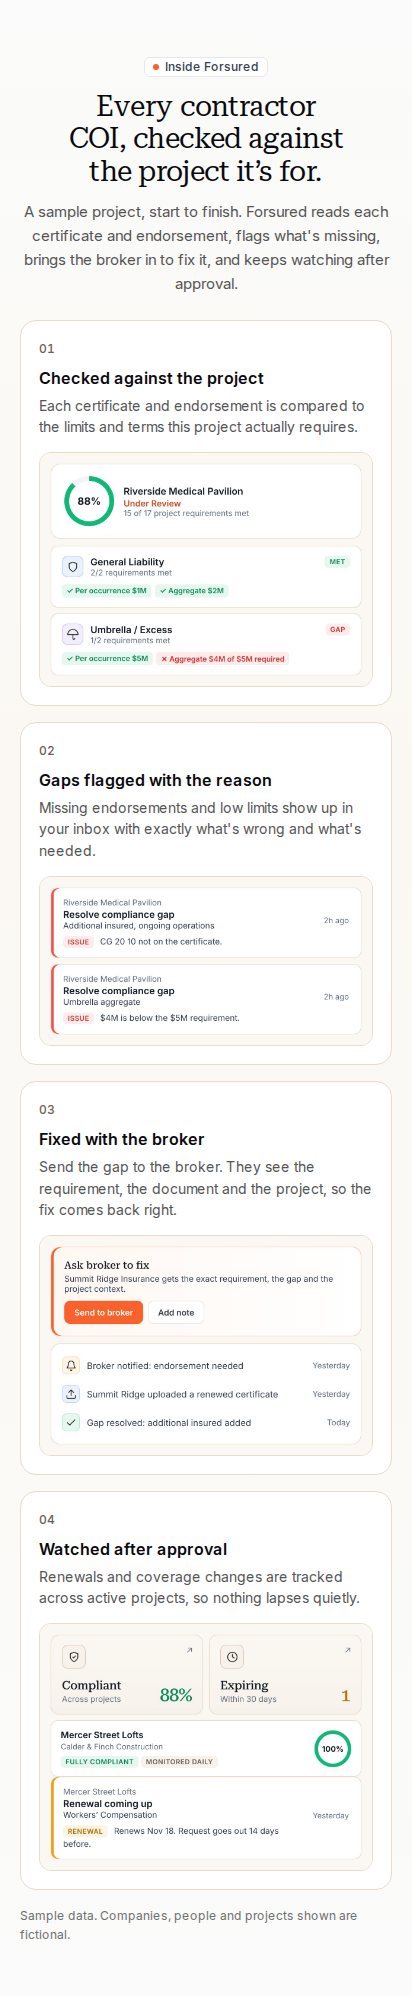 Inside Forsured
Every contractor
COI, checked against
the project it’s for.
A sample project, start to finish. Forsured reads each
certificate and endorsement, flags what's missing,
brings the broker in to fix it, and keeps watching after
approval.
01
Checked against the project
Each certificate and endorsement is compared to
the limits and terms this project actually requires.
88%
Riverside Medical Pavilion
Under Review
15 of 17 project requirements met
General Liability
2/2 requirements met
MET
✓ Per occurrence $1M ✓ Aggregate $2M
Umbrella / Excess
1/2 requirements met
GAP
✓ Per occurrence $5M ✕ Aggregate $4M of $5M required
02
Gaps flagged with the reason
Missing endorsements and low limits show up in
your inbox with exactly what's wrong and what's
needed.
Riverside Medical Pavilion
Resolve compliance gap
Additional insured, ongoing operations
2h ago
ISSUE CG 20 10 not on the certificate.
Riverside Medical Pavilion
Resolve compliance gap
Umbrella aggregate
2h ago
ISSUE $4M is below the $5M requirement.
03
Fixed with the broker
Send the gap to the broker. They see the
requirement, the document and the project, so the
fix comes back right.
Ask broker to fix
Summit Ridge Insurance gets the exact requirement, the gap and the
project context.
Send to broker Add note
Broker notified: endorsement needed Yesterday
Summit Ridge uploaded a renewed certificate Yesterday
Gap resolved: additional insured added Today
04
Watched after approval
Renewals and coverage changes are tracked
across active projects, so nothing lapses quietly.
Compliant
Across projects
88%
Expiring
Within 30 days
1
Mercer Street Lofts
Calder & Finch Construction
FULLY COMPLIANT MONITORED DAILY
100%
Mercer Street Lofts
Renewal coming up
Workers' Compensation
Yesterday
RENEWAL Renews Nov 18. Request goes out 14 days
before.
Sample data. Companies, people and projects shown are
fictional.